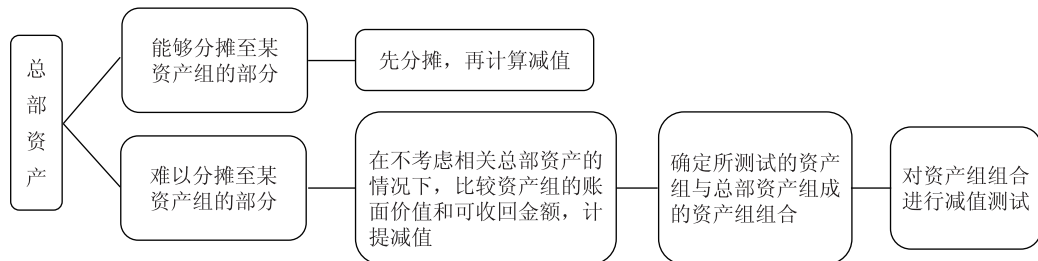 总部资产
能够分摊至某
资产组的部分
先分摊，再计算减值
难以分摊至某
资产组的部分
在不考虑相关总部资产的
情况下，比较资产组的账
面价值和可收回金额，计
提减值
确定所测试的资产
组与总部资产组成
的资产组组合
对资产组组合
进行减值测试